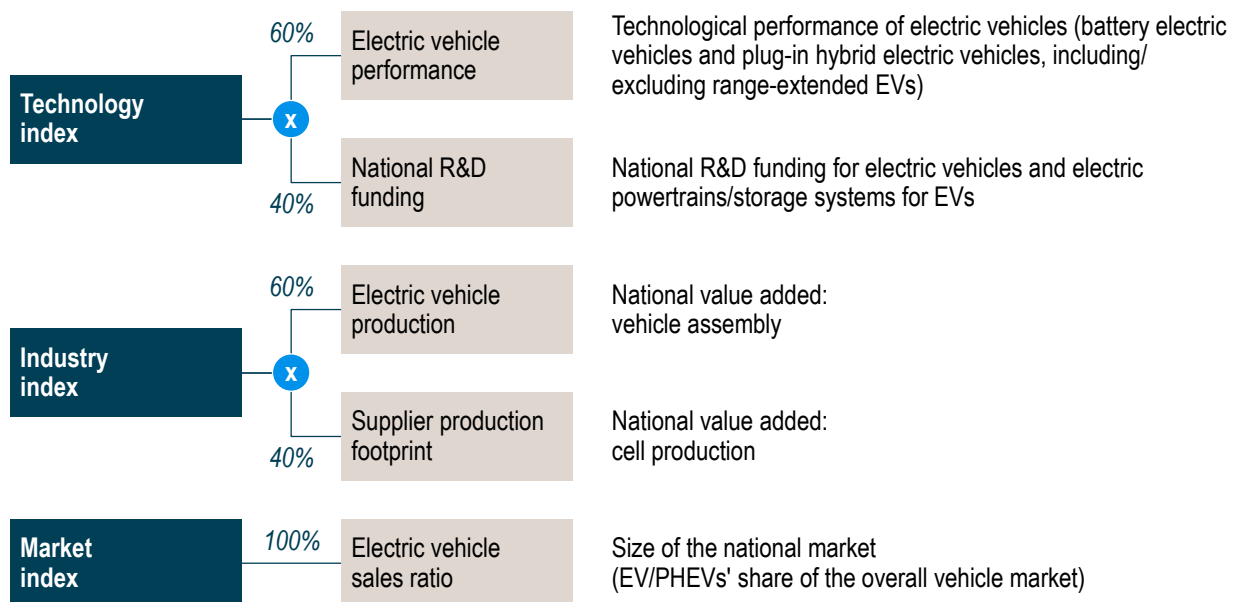 60%
Electric vehicle
performance
Technological performance of electric vehicles (battery electric
vehicles and plug-in hybrid electric vehicles, including/
excluding range-extended EVs)
Technology
index
x
National R&D
funding
40%
National R&D funding for electric vehicles and electric
powertrains/storage systems for EVs
60%
Electric vehicle
production
National value added:
vehicle assembly
Industry
index
x
Supplier production
footprint
40%
National value added:
cell production
Market
index
100%
Electric vehicle
sales ratio
Size of the national market
(EV/PHEVs' share of the overall vehicle market)